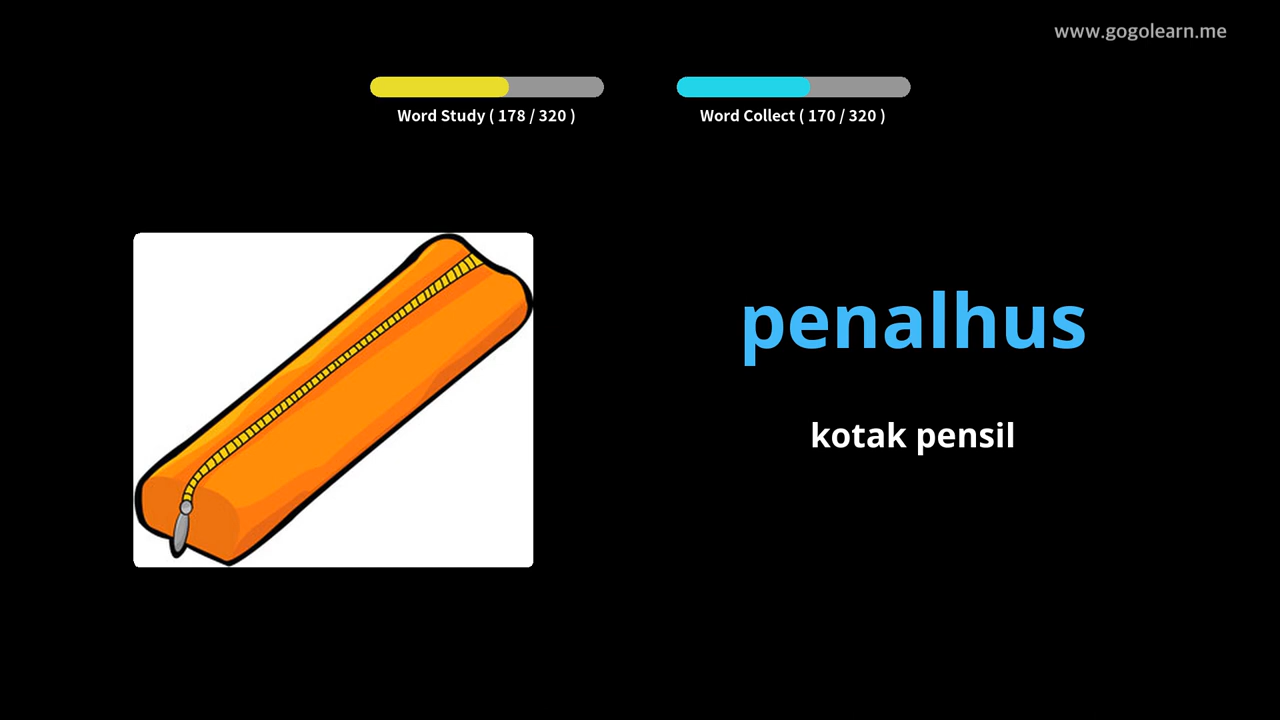 www.gogolearn.me
Word Study ( 178 / 320 )
Word Collect ( 170 / 320 )
penalhus
kotak pensil